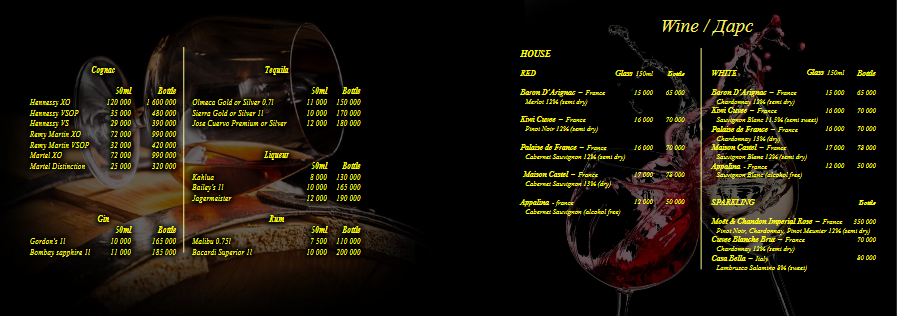 Cognac
50ml Bottle
Hennessy XO 120 000 1 600 000
Hennessy VSOP 35 000 480 000
Hennessy VS 29 000 390 000
Remy Martin XO 72 000 990 000
Remy Martin VSOP 32 000 420 000
Martel XO 72 000 990 000
Martel Distinction 25 000 320 000
Gin
50ml Bottle
Gordon's 1l 10 000 165 000
Bombay sapphire 1l 11 000 185 000
Tequila
50ml Bottle
Olmeca Gold or Silver 0.7l 11 000 150 000
Sierra Gold or Silver 1l 10 000 170 000
Jose Cuervo Premium or Silver 12 000 180 000
Liqueur
50ml Bottle
Kahlua 8 000 130 000
Bailey's 1l 10 000 165 000
Jagermeister 12 000 190 000
Rum
50ml Bottle
Malibu 0.75l 7 500 110 000
Bacardi Superior 1l 10 000 200 000
Wine / Дарс
HOUSE
RED Glass 150ml Bottle
Baron D'Arignac – France 15 000 65 000
Merlot 12% (semi dry)
Kiwi Cuvee – France 16 000 70 000
Pinot Noir 12% (semi dry)
Palaise de France – France 16 000 70 000
Cabernet Sauvignon 12% (semi dry)
Maison Castel – France 17 000 78 000
Cabernet Sauvignon 13% (dry)
Appalina - france 12 000 50 000
Cabernet Sauvignon (alcohol free)
WHITE Glass 150ml Bottle
Baron D'Arignac – France 15 000 65 000
Chardonnay 12% (semi dry)
Kiwi Cuvee – France 16 000 70 000
Sauvignon Blanc 11.5% (semi sweet)
Palaise de France – France 16 000 70 000
Chardonnay 13% (dry)
Maison Castel – France 17 000 78 000
Sauvignon Blanc 12% (semi dry)
Appalina - France 12 000 50 000
Sauvignon Blanc (alcohol free)
SPARKLING Bottle
Moët & Chandon Imperial Rose – France 350 000
Pinot Noir, Chardonnay, Pinot Meunier 12% (semi dry)
Cuvee Blanche Brut – France 70 000
Chardonnay 12% (semi dry)
Casa Bella – Italy 80 000
Lambrusco Salamino 8% (sweet)